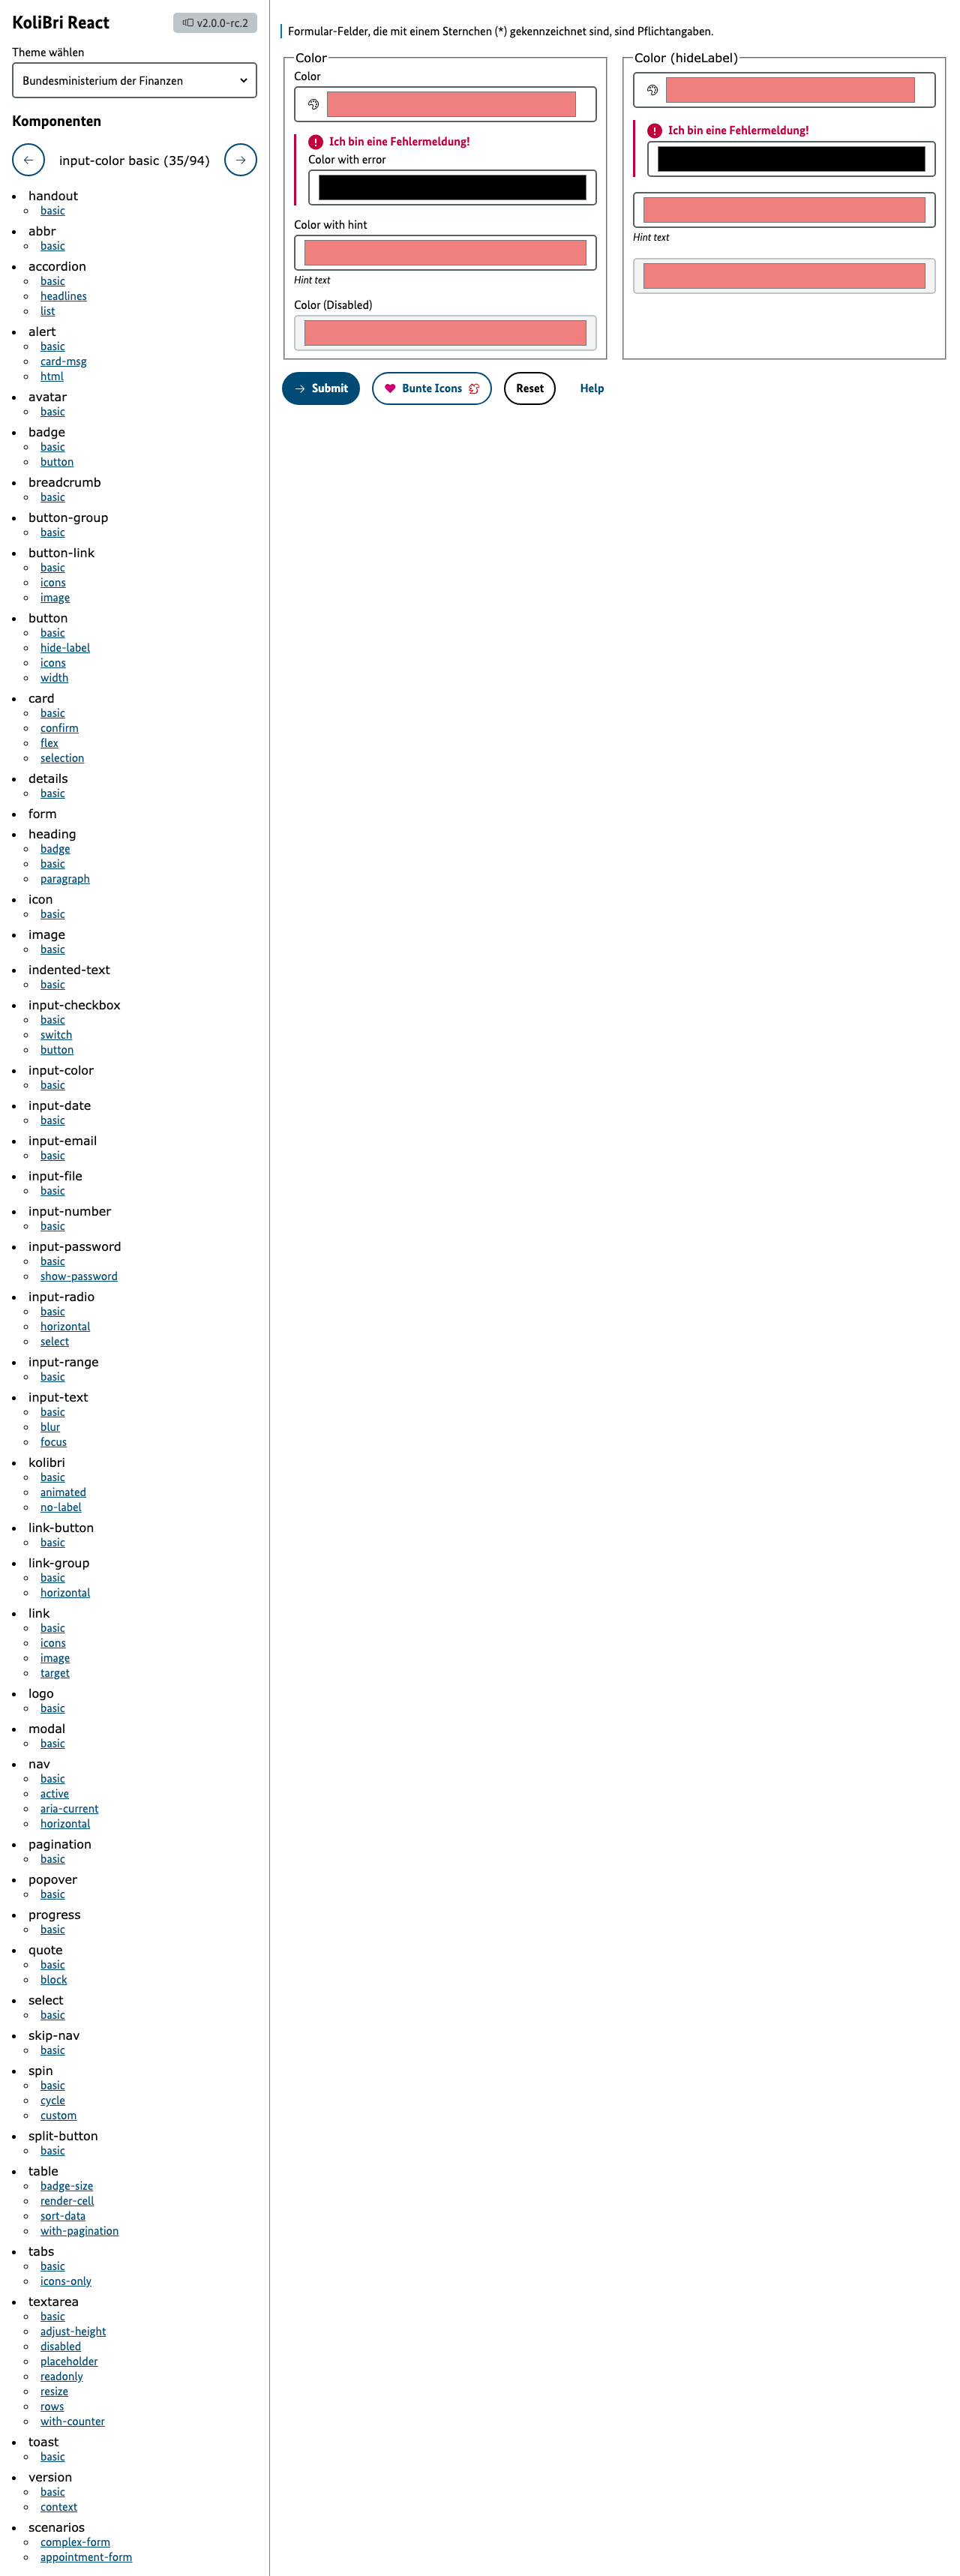 KoliBri React
v2.0.0-rc.2
Theme wählen
Bundesministerium der Finanzen
Komponenten
input-color basic (35/94)
handout
basic
abbr
basic
accordion
basic
headlines
list
alert
basic
card-msg
html
avatar
basic
badge
basic
button
breadcrumb
basic
button-group
basic
button-link
basic
icons
image
button
basic
hide-label
icons
width
card
basic
confirm
flex
selection
details
basic
form
heading
badge
basic
paragraph
icon
basic
image
basic
indented-text
basic
input-checkbox
basic
switch
button
input-color
basic
input-date
basic
input-email
basic
input-file
basic
input-number
basic
input-password
basic
show-password
input-radio
basic
horizontal
select
input-range
basic
input-text
basic
blur
focus
kolibri
basic
animated
no-label
link-button
basic
link-group
basic
horizontal
link
basic
icons
image
target
logo
basic
modal
basic
nav
basic
active
aria-current
horizontal
pagination
basic
popover
basic
progress
basic
quote
basic
block
select
basic
skip-nav
basic
spin
basic
cycle
custom
split-button
basic
table
badge-size
render-cell
sort-data
with-pagination
tabs
basic
icons-only
textarea
basic
adjust-height
disabled
placeholder
readonly
resize
rows
with-counter
toast
basic
version
basic
context
scenarios
complex-form
appointment-form
Formular-Felder, die mit einem Sternchen (*) gekennzeichnet sind, sind Pflichtangaben.
Color
Color
Ich bin eine Fehlermeldung!
Color with error
Color with hint
Hint text
Color (Disabled)
Color (hideLabel)
Ich bin eine Fehlermeldung!
Hint text
Submit
Bunte Icons
Reset
Help